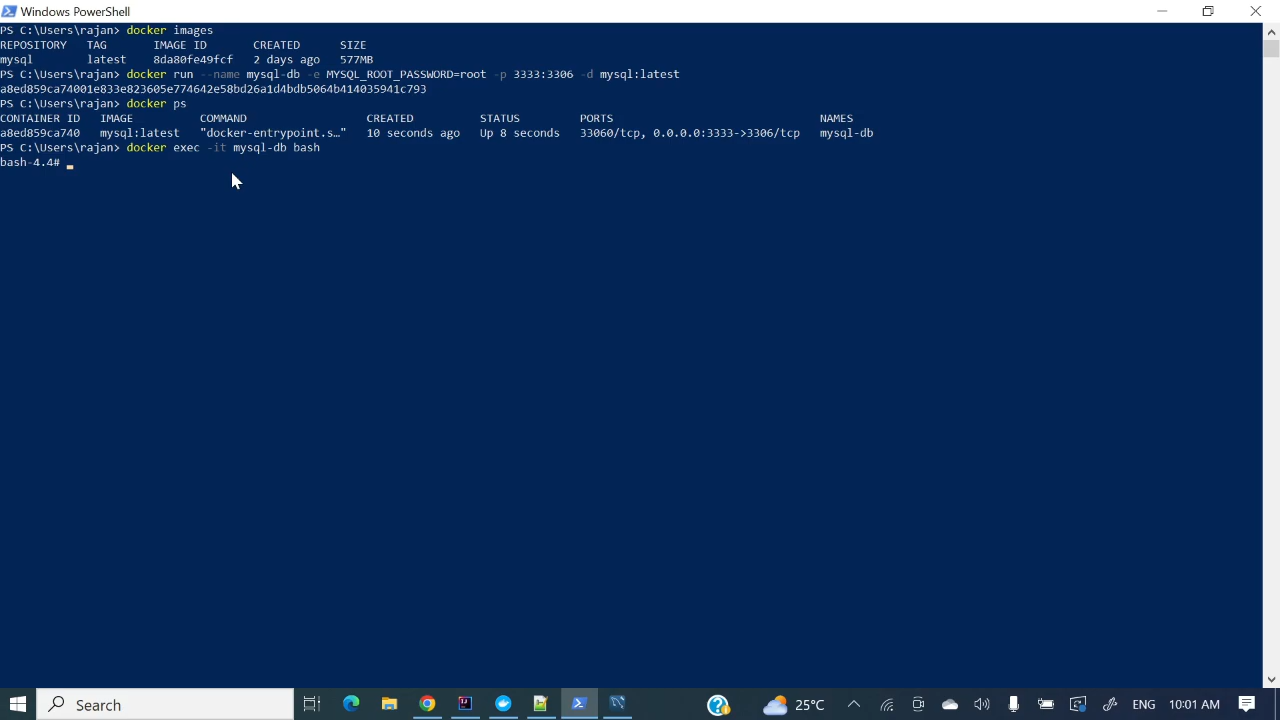 Windows PowerShell
PS C:\Users\rajan> docker images
REPOSITORY TAG IMAGE ID CREATED SIZE
mysql latest 8da80fe49fcf 2 days ago 577MB
PS C:\Users\rajan> docker run --name mysql-db -e MYSQL_ROOT_PASSWORD=root -p 3333:3306 -d mysql:latest
a8ed859ca74001e833e823605e774642e58bd26a1d4bdb5064b414035941c793
PS C:\Users\rajan> docker ps
CONTAINER ID IMAGE COMMAND CREATED STATUS PORTS NAMES
a8ed859ca740 mysql:latest "docker-entrypoint.s…" 10 seconds ago Up 8 seconds 33060/tcp, 0.0.0.0:3333->3306/tcp mysql-db
PS C:\Users\rajan> docker exec -it mysql-db bash
bash-4.4#
Search 25°C ENG 10:01 AM